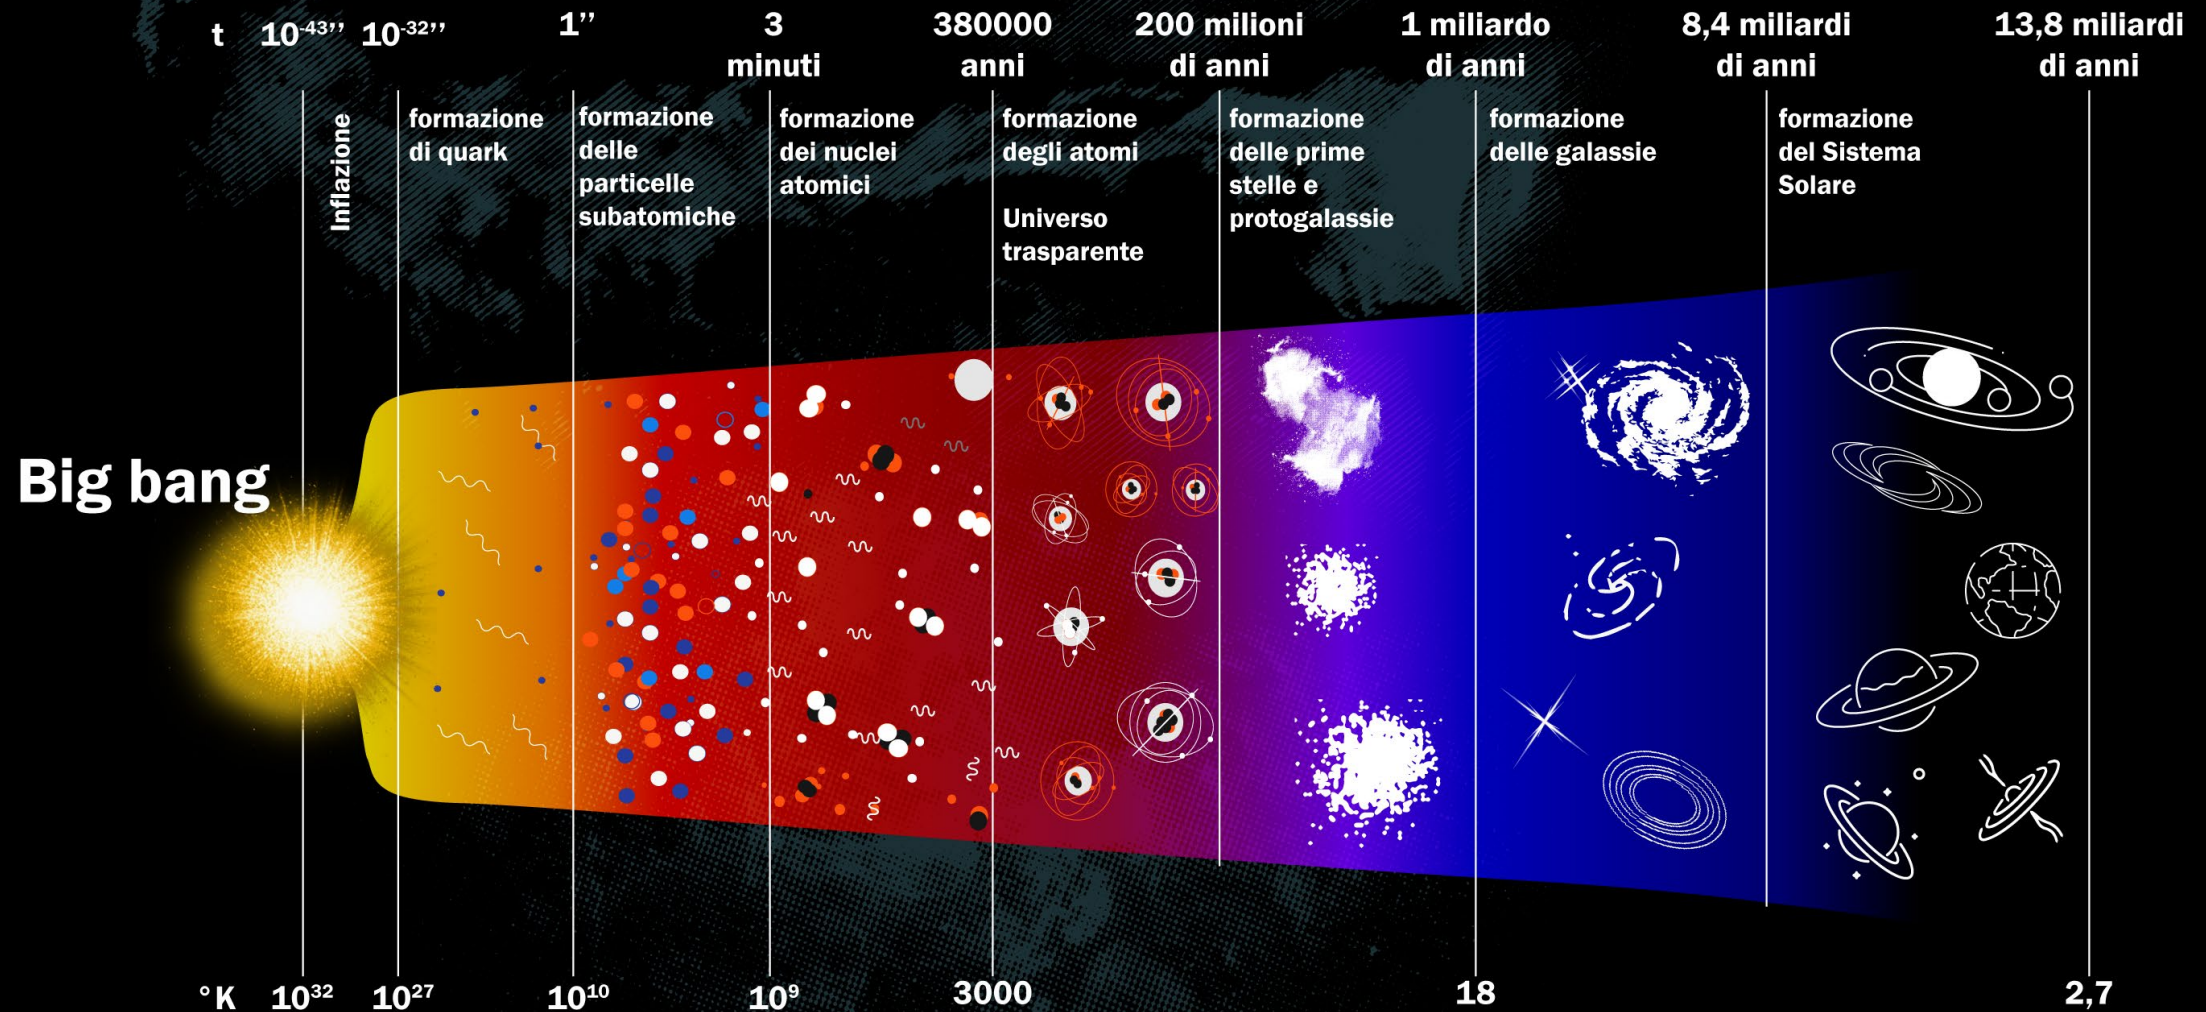 t 10⁻⁴³’’ 10⁻³²’’ 1’’ 3 380000 200 milioni 1 miliardo 8,4 miliardi 13,8 miliardi
minuti anni di anni di anni di anni di anni
Inflazione
formazione
di quark
formazione
delle
particelle
subatomiche
formazione
dei nuclei
atomici
formazione
degli atomi
Universo
trasparente
formazione
delle prime
stelle e
protogalassie
formazione
delle galassie
formazione
del Sistema
Solare
Big bang
°K 10³² 10²⁷ 10¹⁰ 10⁹ 3000 18 2,7